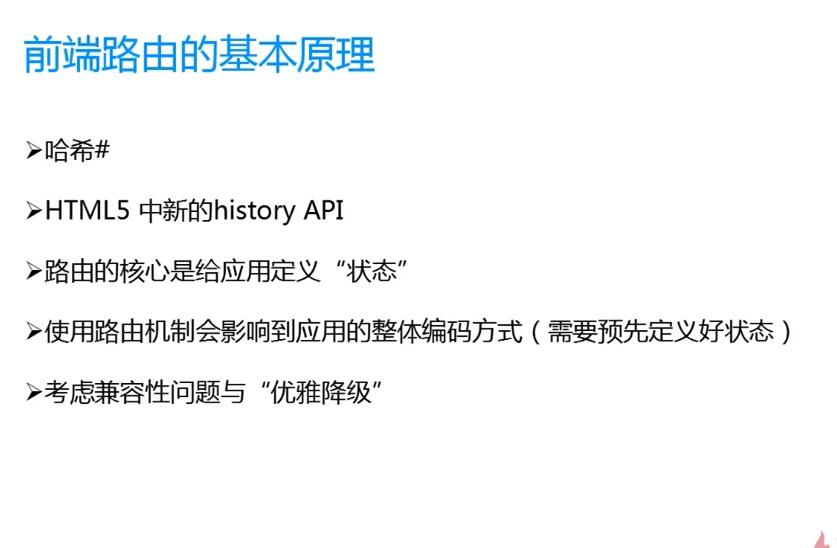 前端路由的基本原理
➢哈希#
➢HTML5 中新的history API
➢路由的核心是给应用定义“状态”
➢使用路由机制会影响到应用的整体编码方式（需要预先定义好状态）
➢考虑兼容性问题与“优雅降级”